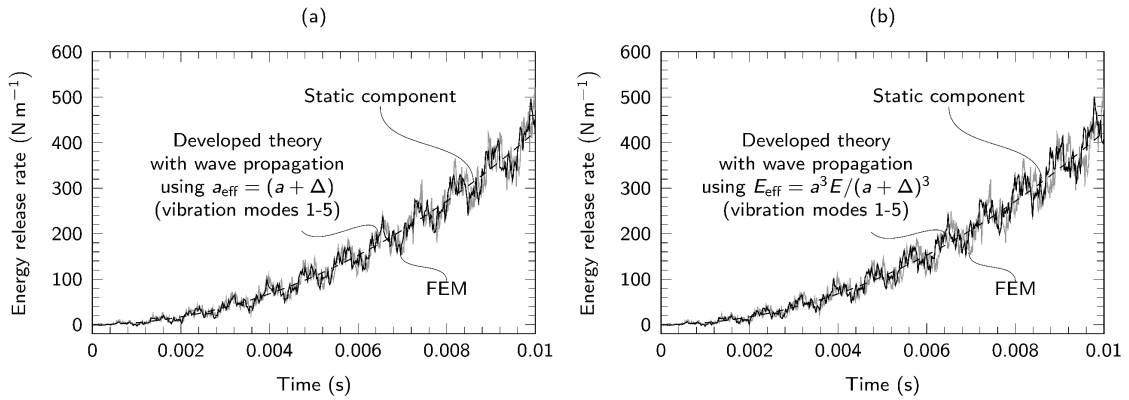 (a)
600
500
400
300
200
100
0
Energy release rate (N m⁻¹)
Static component
Developed theory
with wave propagation
using a_eff = (a + Δ)
(vibration modes 1-5)
FEM
0 0.002 0.004 0.006 0.008 0.01
Time (s)
(b)
600
500
400
300
200
100
0
Energy release rate (N m⁻¹)
Static component
Developed theory
with wave propagation
using E_eff = a³E/(a + Δ)³
(vibration modes 1-5)
FEM
0 0.002 0.004 0.006 0.008 0.01
Time (s)